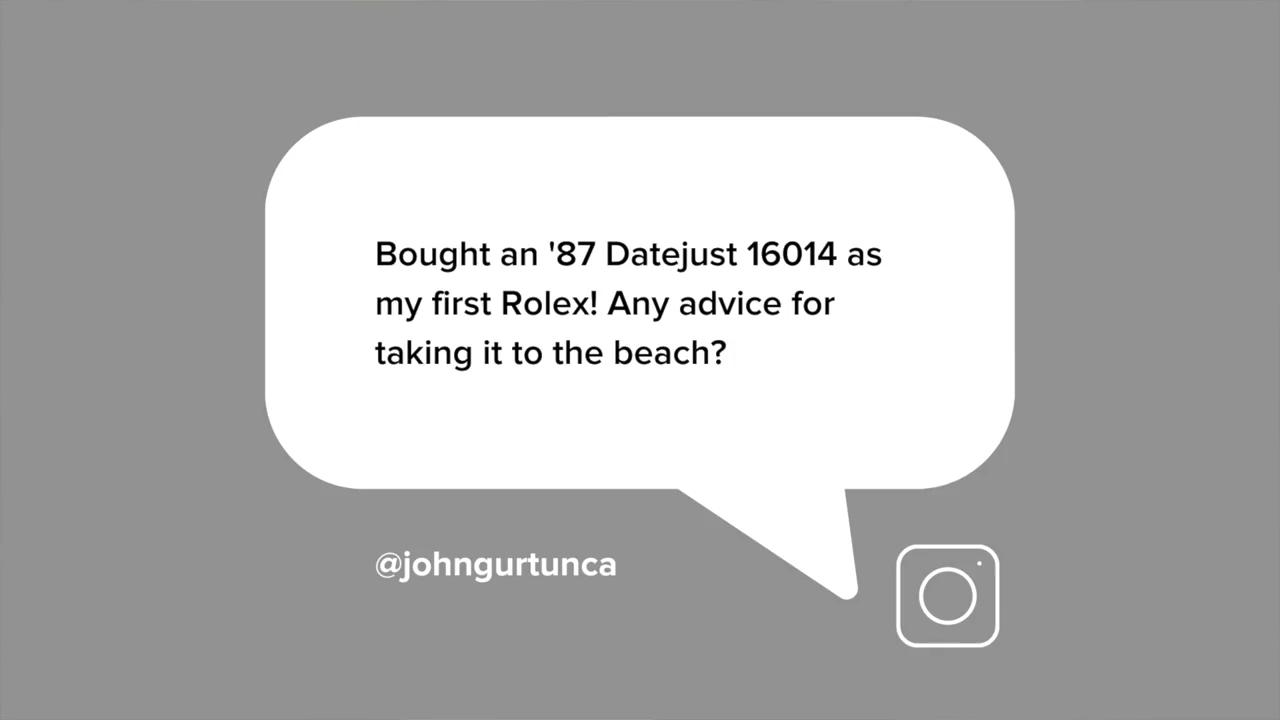 Bought an '87 Datejust 16014 as
my first Rolex! Any advice for
taking it to the beach?
@johngurtunca